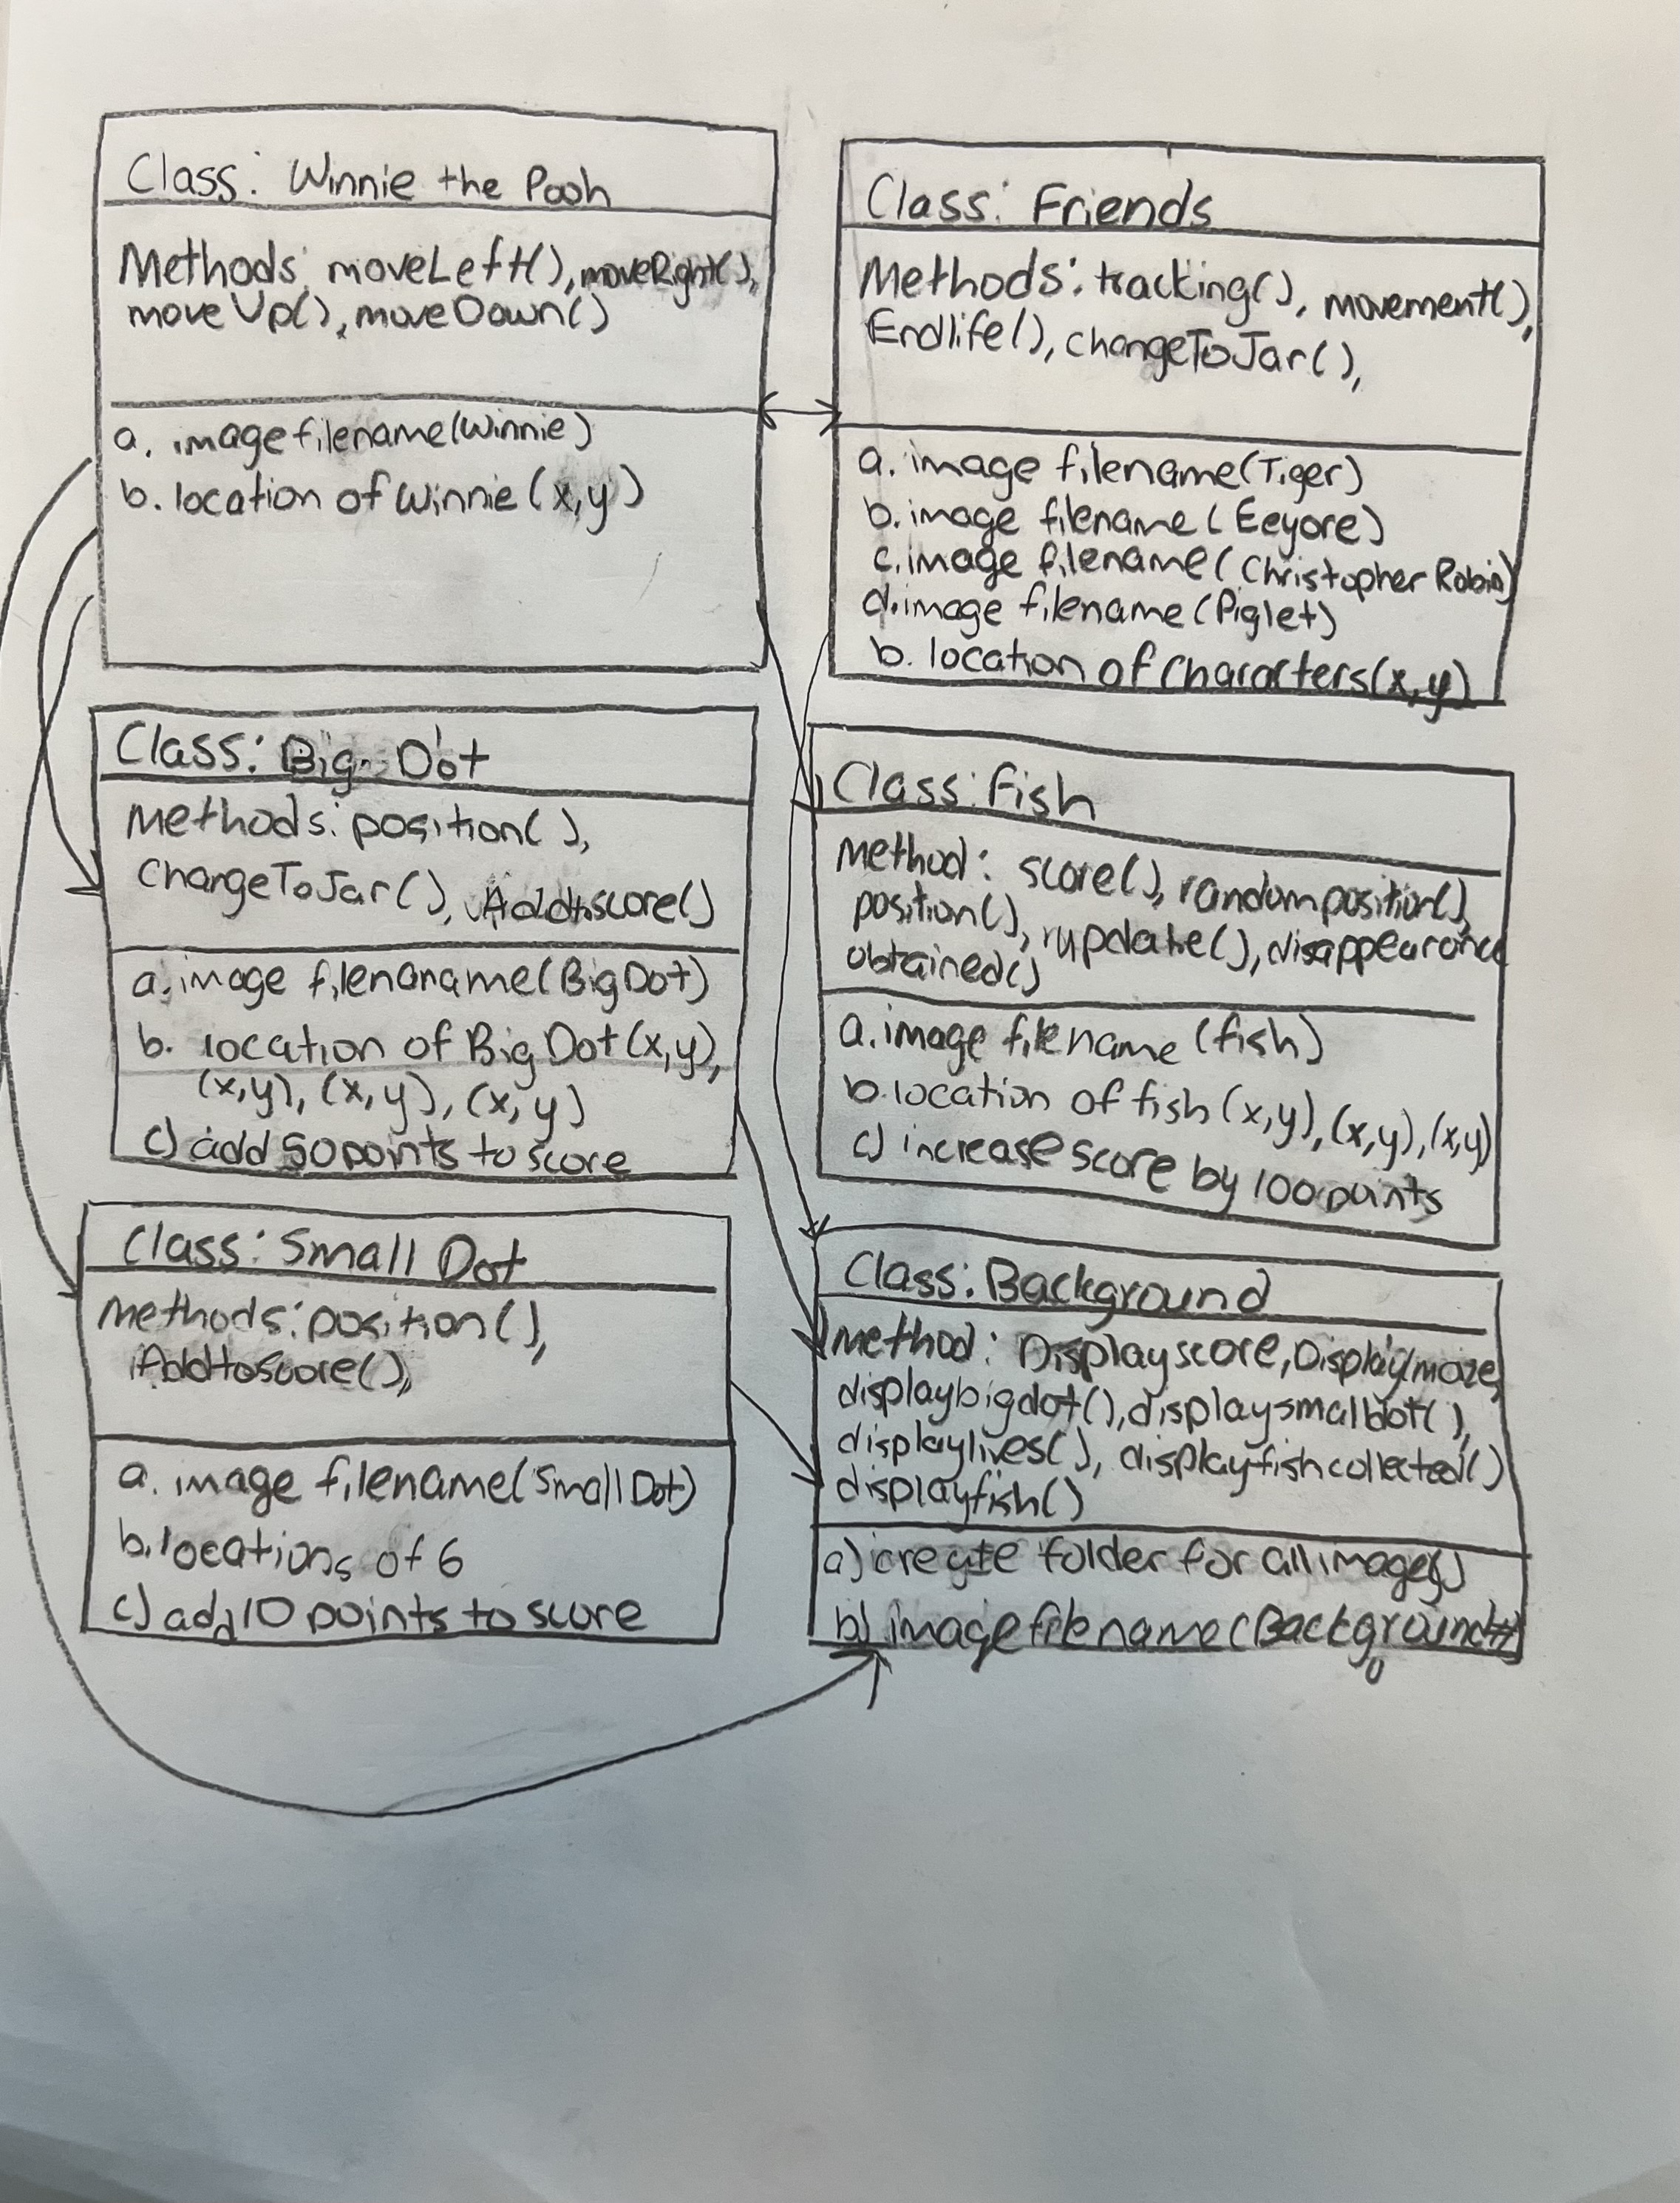 Class: Winnie the Pooh
Methods: moveLeft(), moveRight(),
moveUp(), moveDown()
a. image filename(Winnie)
b. location of Winnie (x,y)
Class: Friends
Methods: tracking(), movement(),
Endlife(), changeToJar(),
a. image filename(Tiger)
b. image filename(Eeyore)
c. image filename(Christopher Robin)
d. image filename(Piglet)
b. location of Chararters(x,y)
Class: Big Dot
Methods: position(),
changeToJar(), Addtoscore()
a. image filenaname(BigDot)
b. location of BigDot(x,y),
(x,y), (x,y), (x,y)
c) add 50 points to score
Class: fish
Method: score(), randomposition(),
position(), update(), disappearance
obtained()
a. image filename (fish)
b. location of fish (x,y), (x,y), (x,y)
c) increase score by 100 points
Class: Small Dot
Methods: position(),
Addtoscore(),
a. image filename(SmallDot)
b. locations of 6
c) add 10 points to score
Class: Background
Method: Displayscore, Displaymaze,
displaybigdot(), displaysmalldot(),
displaylives(), displayfishcollected()
displayfish()
a) create folder for all images()
b) image filename(Background#)